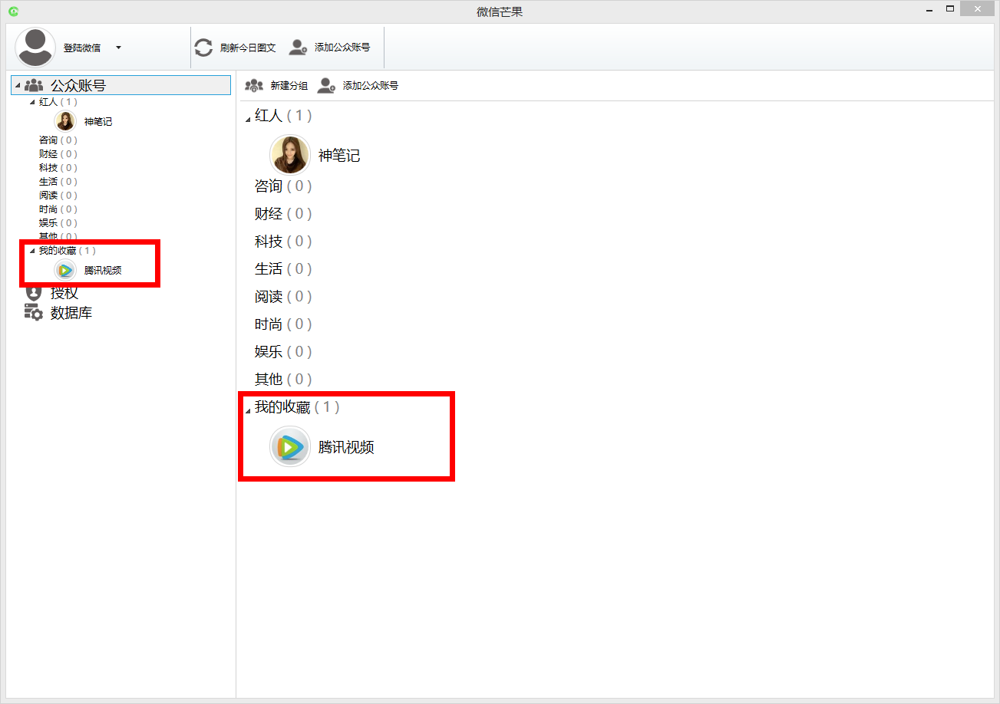 微信芒果
登陆微信
刷新今日图文
添加公众账号
公众账号
红人 ( 1 )
神笔记
咨询 ( 0 )
财经 ( 0 )
科技 ( 0 )
生活 ( 0 )
阅读 ( 0 )
时尚 ( 0 )
娱乐 ( 0 )
其他 ( 0 )
我的收藏 ( 1 )
腾讯视频
授权
数据库
新建分组
添加公众账号
红人 ( 1 )
神笔记
咨询 ( 0 )
财经 ( 0 )
科技 ( 0 )
生活 ( 0 )
阅读 ( 0 )
时尚 ( 0 )
娱乐 ( 0 )
其他 ( 0 )
我的收藏 ( 1 )
腾讯视频